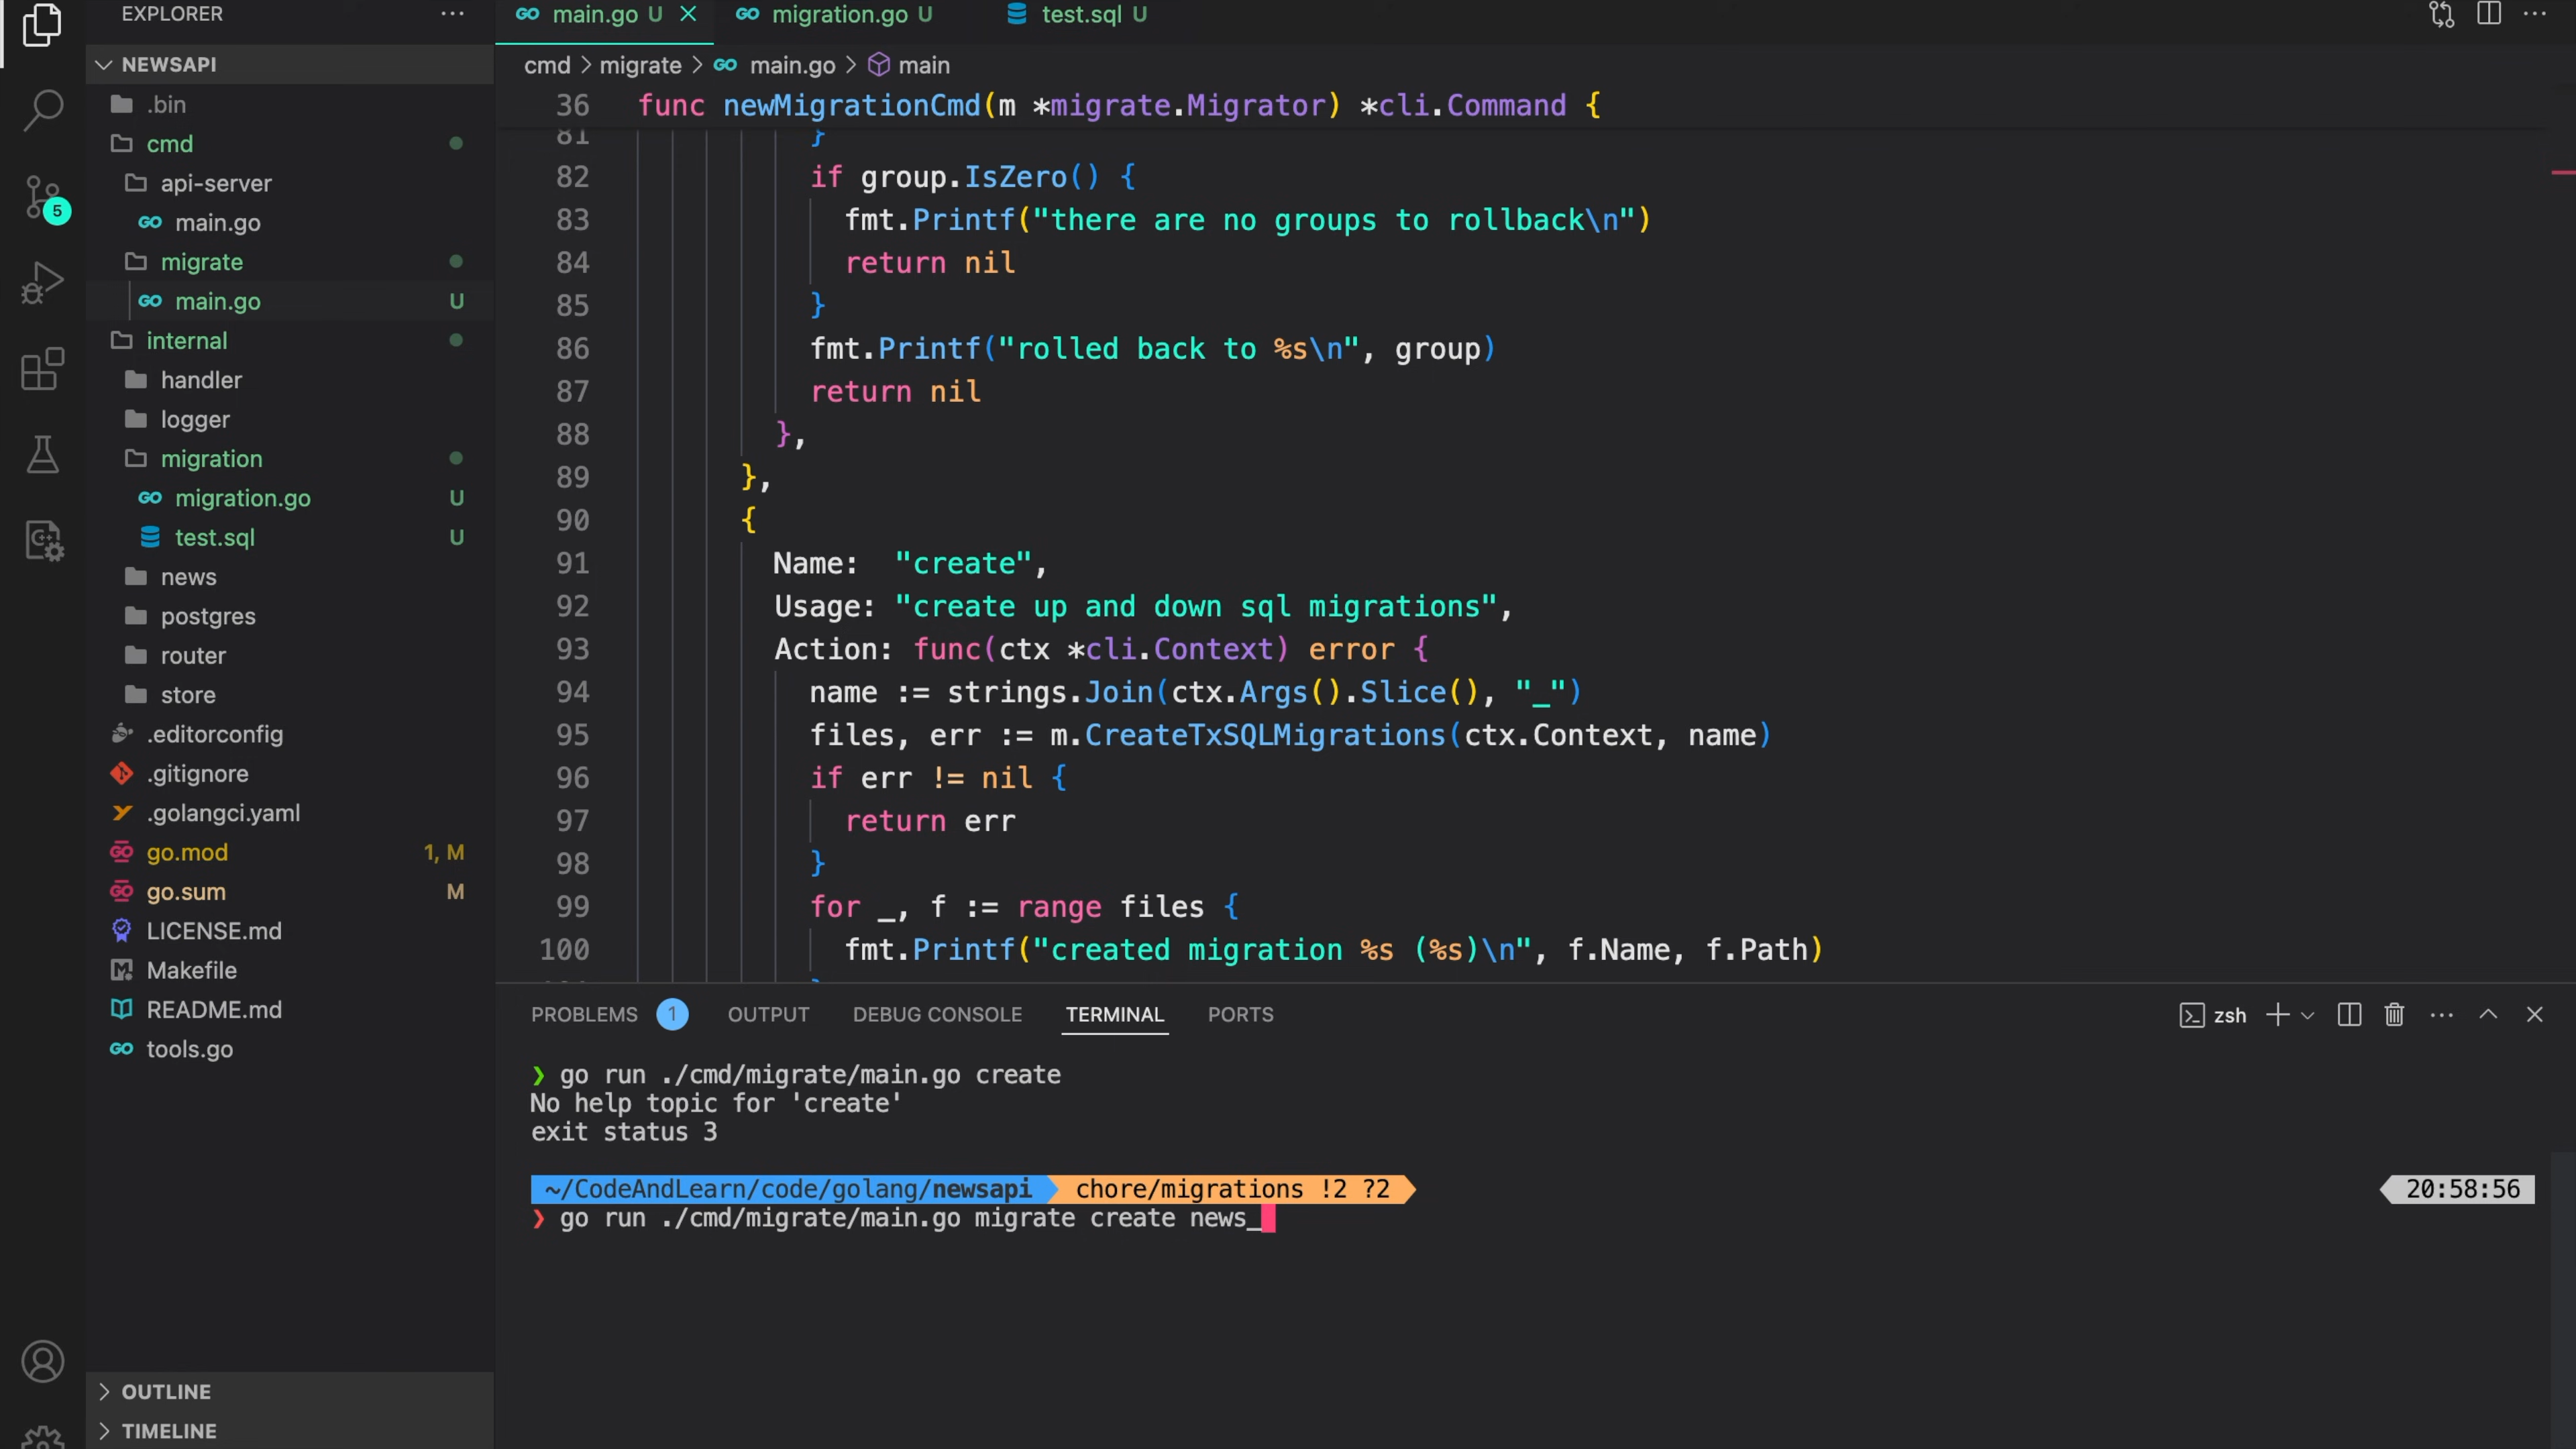 EXPLORER
NEWSAPI
.bin
cmd
api-server
main.go
migrate
main.go U
internal
handler
logger
migration
migration.go U
test.sql U
news
postgres
router
store
.editorconfig
.gitignore
.golangci.yaml
go.mod 1, M
go.sum M
LICENSE.md
Makefile
README.md
tools.go
OUTLINE
TIMELINE
5
main.go U
migration.go U
test.sql U
cmd > migrate > main.go > main
36 func newMigrationCmd(m *migrate.Migrator) *cli.Command {
81 }
82 if group.IsZero() {
83 fmt.Printf("there are no groups to rollback\n")
84 return nil
85 }
86 fmt.Printf("rolled back to %s\n", group)
87 return nil
88 },
89 },
90 {
91 Name:  "create",
92 Usage: "create up and down sql migrations",
93 Action: func(ctx *cli.Context) error {
94 name := strings.Join(ctx.Args().Slice(), "_")
95 files, err := m.CreateTxSQLMigrations(ctx.Context, name)
96 if err != nil {
97 return err
98 }
99 for _, f := range files {
100 fmt.Printf("created migration %s (%s)\n", f.Name, f.Path)
PROBLEMS 1 OUTPUT DEBUG CONSOLE TERMINAL PORTS
zsh
❯ go run ./cmd/migrate/main.go create
No help topic for 'create'
exit status 3
~/CodeAndLearn/code/golang/newsapi chore/migrations !2 ?2 20:58:56
❯ go run ./cmd/migrate/main.go migrate create news_